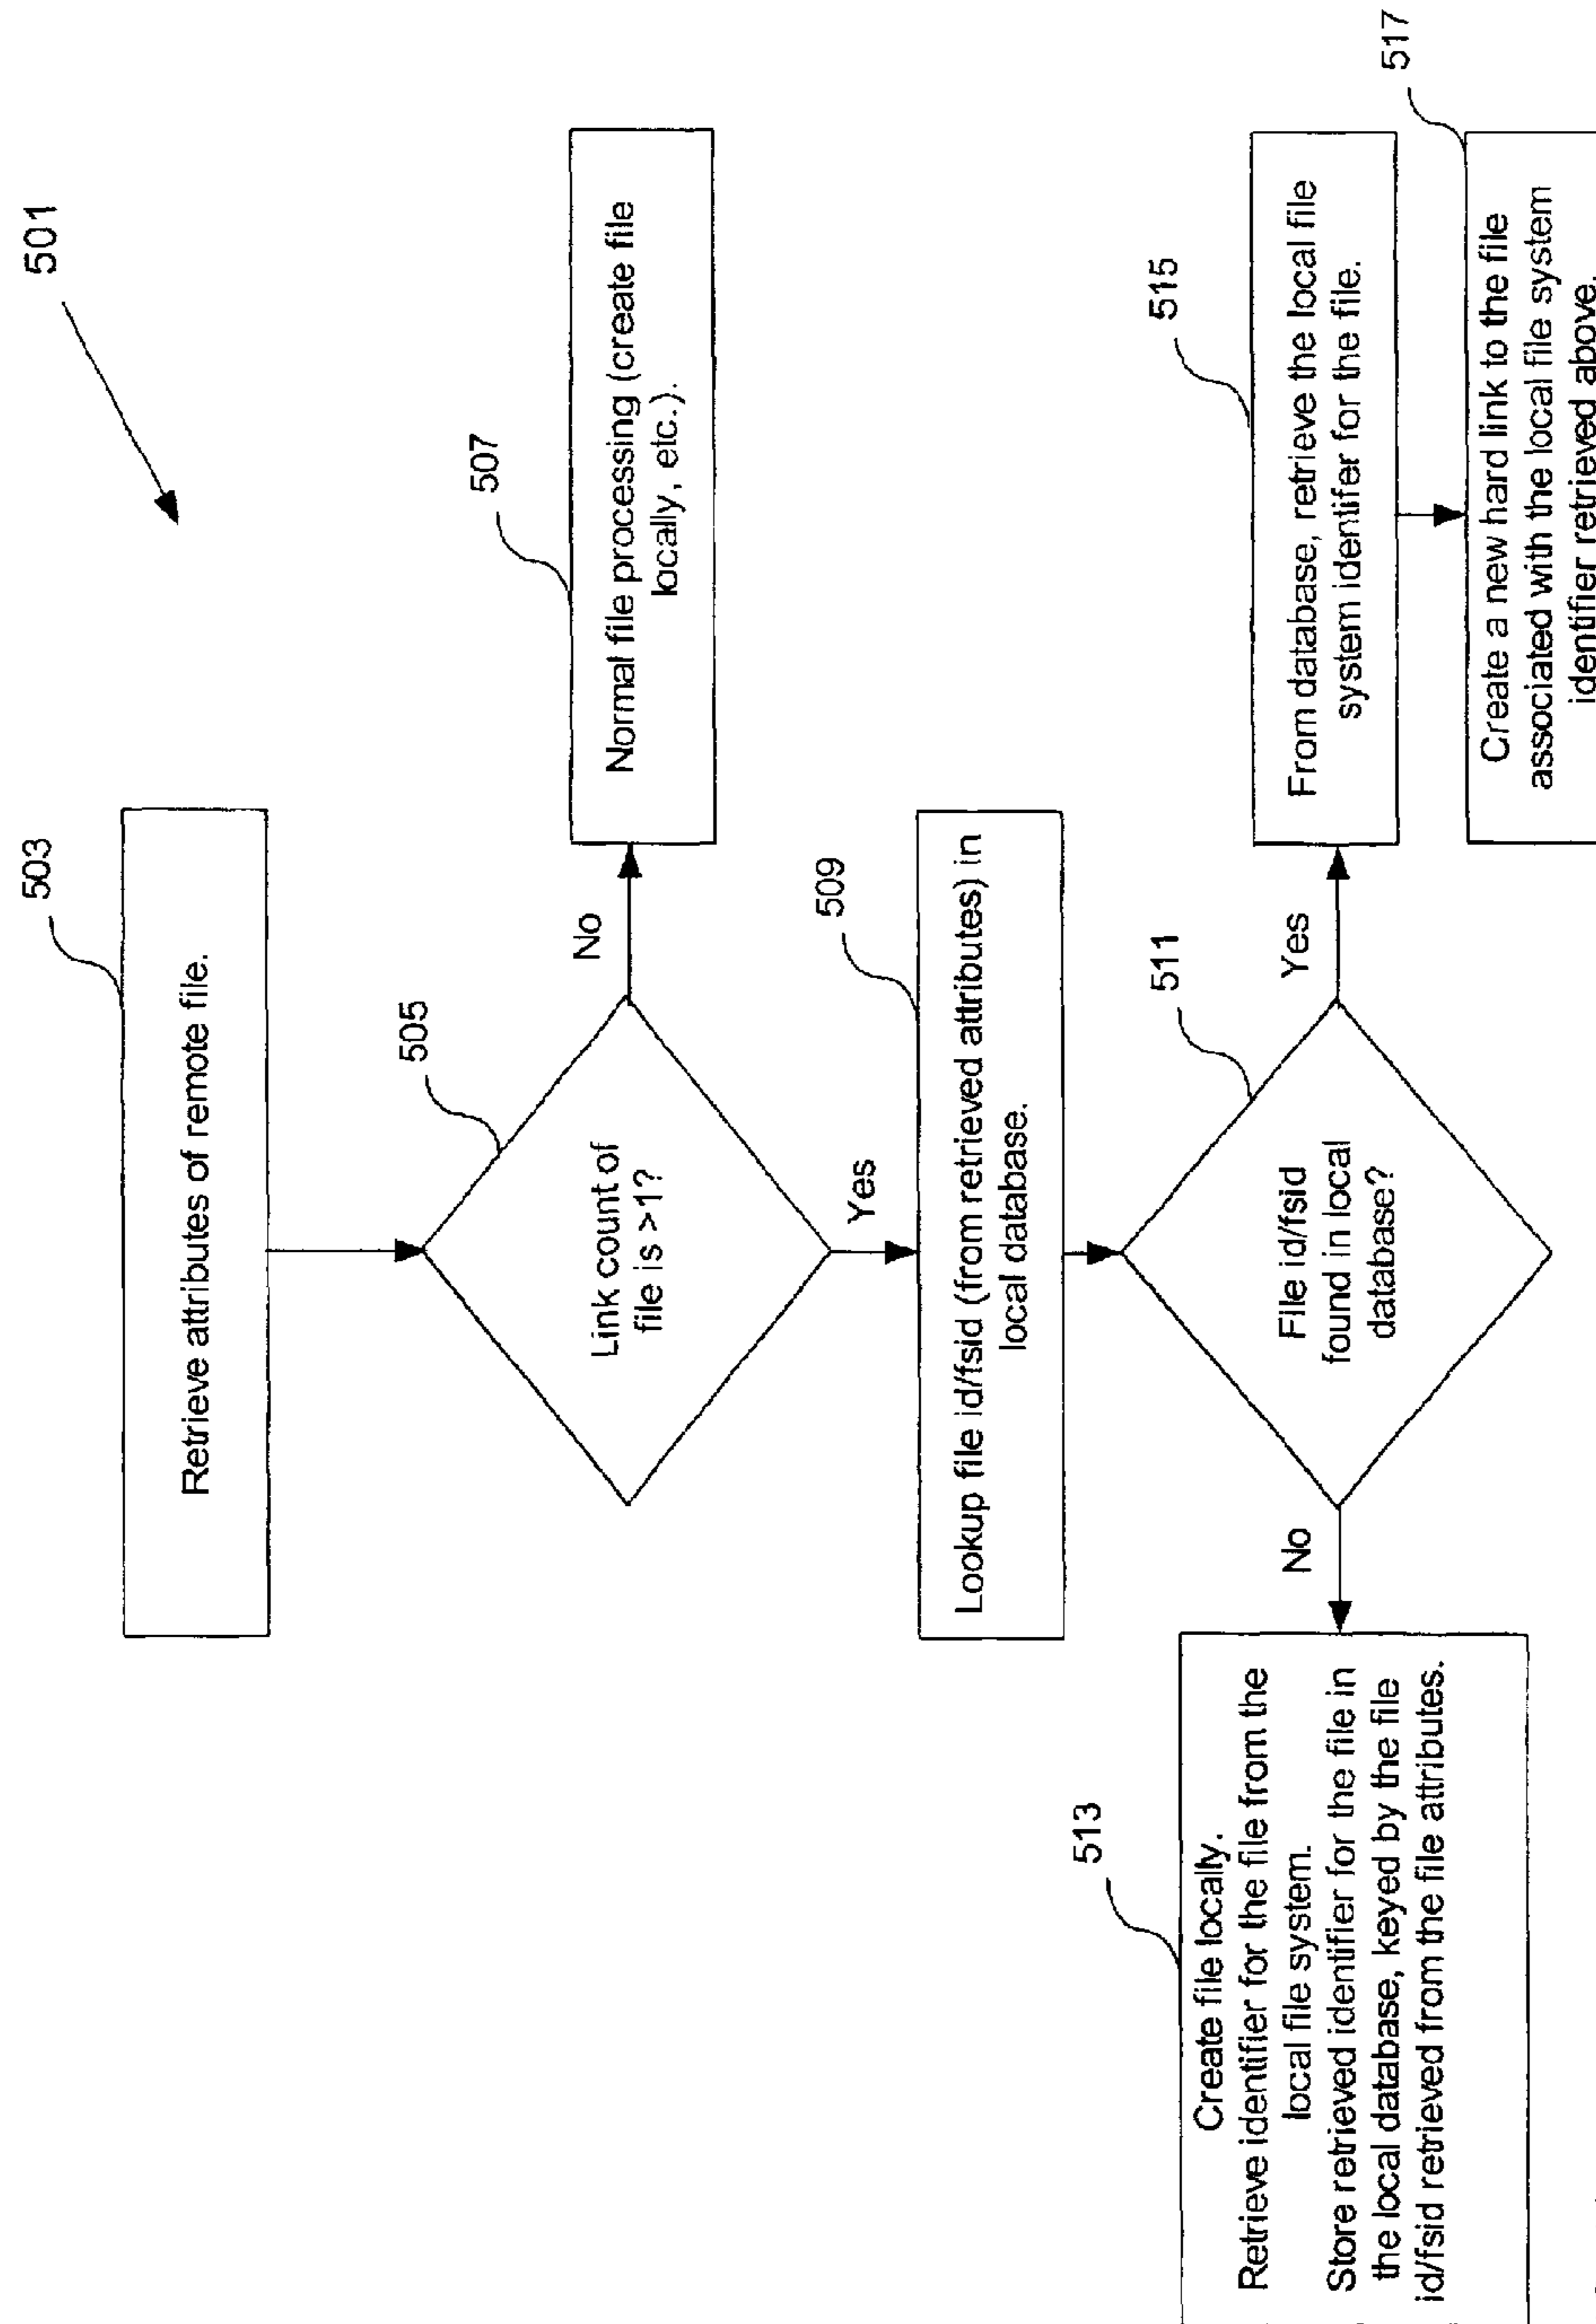 501
503
Retrieve attributes of remote file.
505
Link count of
file is >1?
No
507
Normal file processing (create file
locally, etc.).
Yes
509
Lookup file id/fsid (from retrieved attributes) in
local database.
511
File id/fsid
found in local
database?
No
513
Create file locally.
Retrieve identifier for the file from the
local file system.
Store retrieved identifier for the file in
the local database, keyed by the file
id/fsid retrieved from the file attributes.
Yes
515
From database, retrieve the local file
system identifer for the file.
517
Create a new hard link to the file
associated with the local file system
identifier retrieved above.